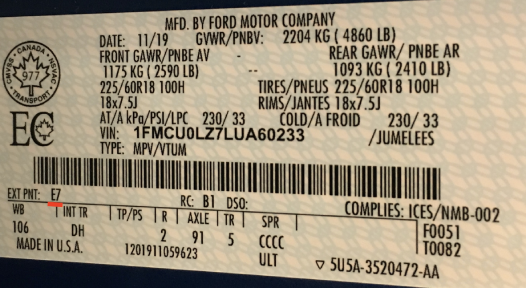 MFD. BY FORD MOTOR COMPANY
DATE: 11/19 GVWR/PNBV: 2204 KG ( 4860 LB)
FRONT GAWR/PNBE AV - REAR GAWR/ PNBE AR
1175 KG ( 2590 LB) -- 1093 KG ( 2410 LB)
225/60R18 100H TIRES/PNEUS 225/60R18 100H
18x7.5J RIMS/JANTES 18x7.5J
AT/A kPa/PSI/LPC 230/ 33 COLD/A FROID 230/ 33
VIN: 1FMCU0LZ7LUA60233 /JUMELEES
TYPE: MPV/VTUM
CANADA
CMVSS NSVAC
977
TRANSPORT
EC
EXT PNT: E7 RC: B1 DSO: COMPLIES: ICES/NMB-002
WB INT TR TP/PS R AXLE TR SPR F0051
106 DH 2 91 5 CCCC T0082
MADE IN U.S.A. 1201911059623 ULT 5U5A-3520472-AA